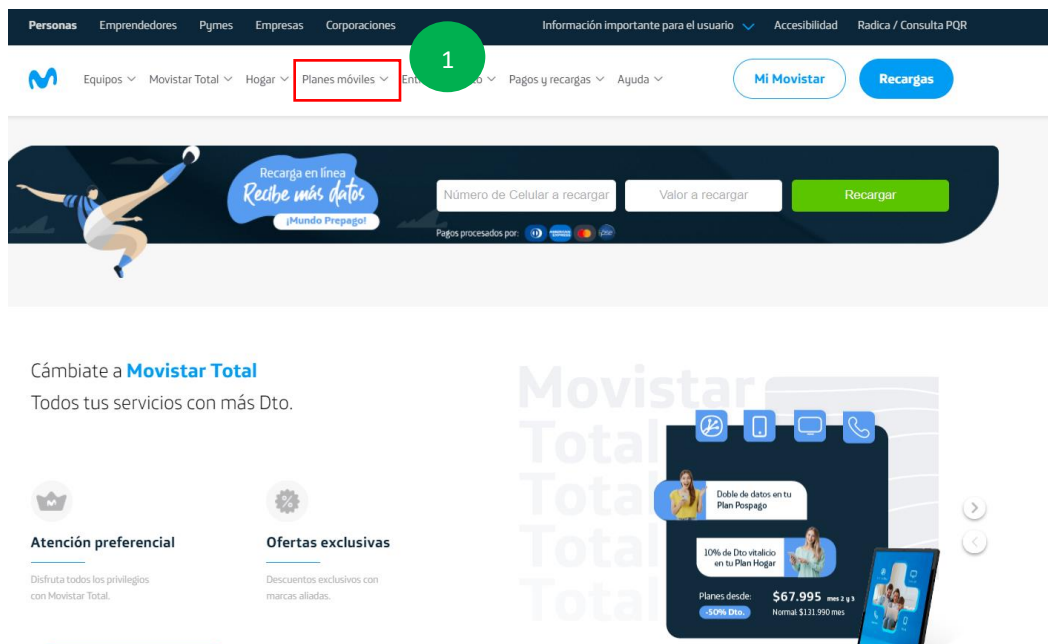 Personas Emprendedores Pymes Empresas Corporaciones Información importante para el usuario Accesibilidad Radica / Consulta PQR
1
Equipos Movistar Total Hogar Planes móviles Pagos y recargas Ayuda Mi Movistar Recargas
Recarga en línea
Recibe más datos
¡Mundo Prepago!
Número de Celular a recargar Valor a recargar Recargar
Pagos procesados por:
Cámbiate a Movistar Total
Todos tus servicios con más Dto.
Movistar
Total
Total
Total
Total
Doble de datos en tu
Plan Pospago
10% de Dto vitalicio
en tu Plan Hogar
Planes desde: $67.995 mes 2 y 3
-50% Dto. Normal: $131.990 mes
Atención preferencial
Disfruta todos los privilegios
con Movistar Total.
Ofertas exclusivas
Descuentos exclusivos con
marcas aliadas.